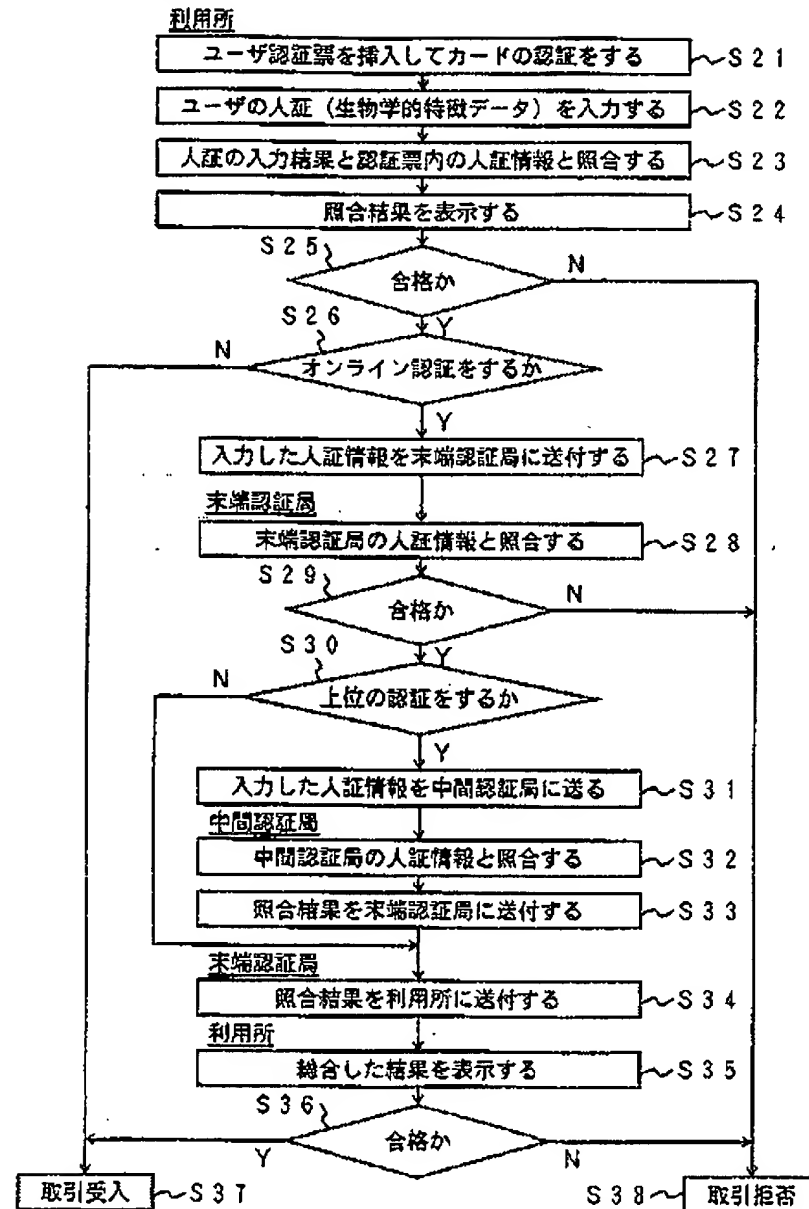 利用所
ユーザ認証票を挿入してカードの認証をする S21
ユーザの人証（生物学的特徴データ）を入力する S22
人証の入力結果と認証票内の人証情報と照合する S23
照合結果を表示する S24
S25
合格か
N
Y
S26
オンライン認証をするか
N
Y
入力した人証情報を末端認証局に送付する S27
末端認証局
末端認証局の人証情報と照合する S28
S29
合格か
N
Y
S30
上位の認証をするか
N
Y
入力した人証情報を中間認証局に送る S31
中間認証局
中間認証局の人証情報と照合する S32
照合結果を末端認証局に送付する S33
末端認証局
照合結果を利用所に送付する S34
利用所
総合した結果を表示する S35
S36
合格か
Y
N
取引受入 S37
S38 取引拒否